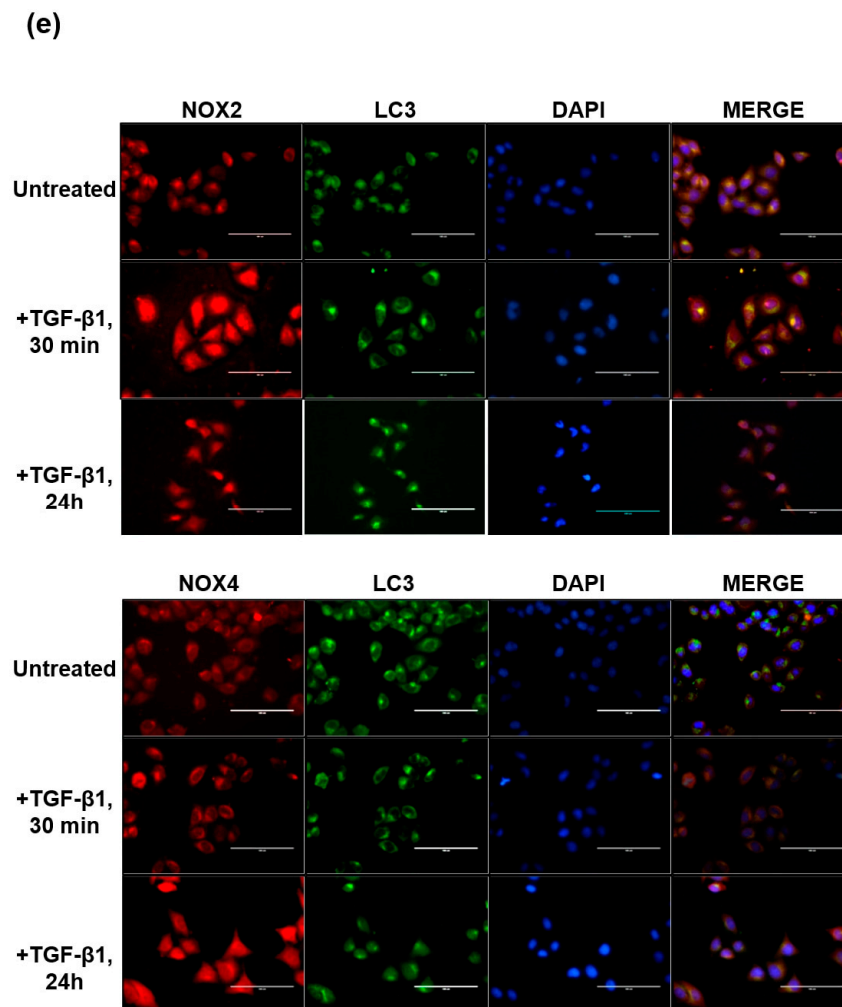 (e)
NOX2 LC3 DAPI MERGE
Untreated
+TGF-β1,
30 min
+TGF-β1,
24h
NOX4 LC3 DAPI MERGE
Untreated
+TGF-β1,
30 min
+TGF-β1,
24h